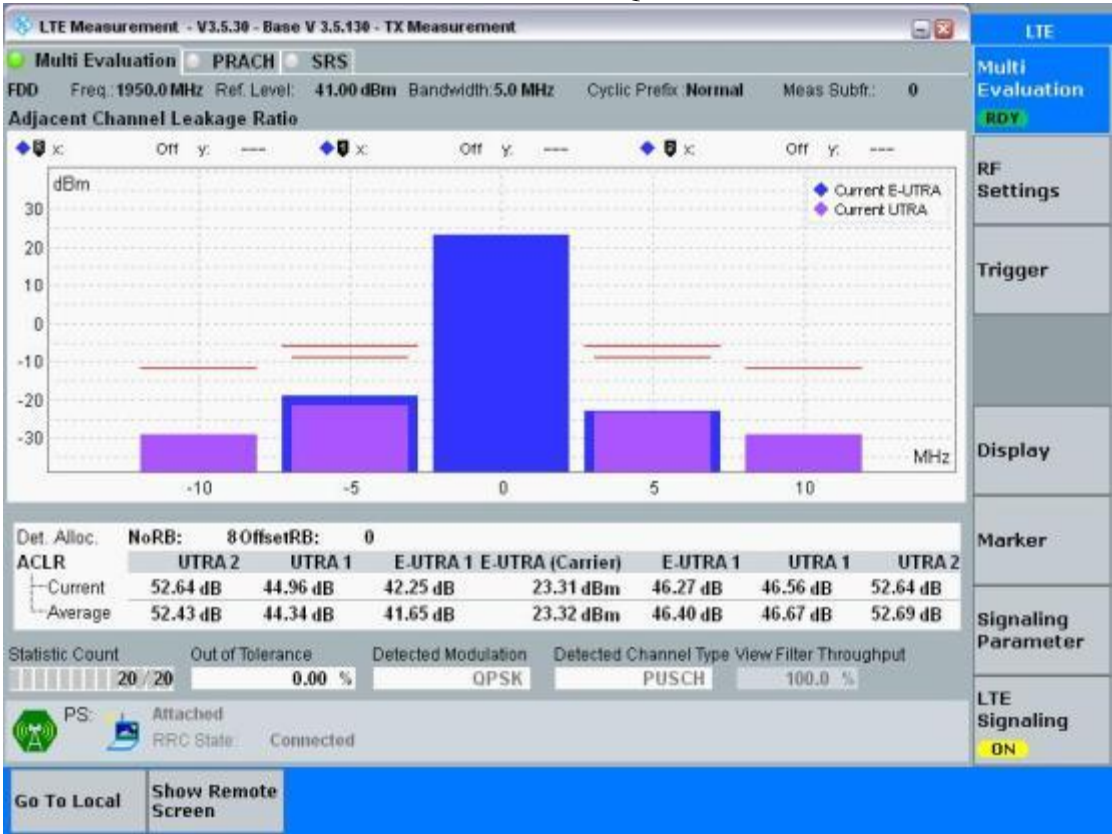 LTE Measurement - V3.5.30 - Base V 3.5.130 - TX Measurement
LTE
Multi Evaluation PRACH SRS
Multi
Evaluation
RDY
FDD Freq.: 1950.0 MHz Ref. Level: 41.00 dBm Bandwidth: 5.0 MHz Cyclic Prefix: Normal Meas Subfr.: 0
Adjacent Channel Leakage Ratio
x: Off y: --- x: Off y: --- x: Off y: ---
dBm
Current E-UTRA
Current UTRA
30
20
10
0
-10
-20
-30
MHz
-10 -5 0 5 10
RF
Settings
Trigger
Display
Marker
Signaling
Parameter
LTE
Signaling
ON
Det. Alloc. NoRB: 8 OffsetRB: 0
ACLR UTRA 2 UTRA 1 E-UTRA 1 E-UTRA (Carrier) E-UTRA 1 UTRA 1 UTRA 2
Current 52.64 dB 44.96 dB 42.25 dB 23.31 dBm 46.27 dB 46.56 dB 52.64 dB
Average 52.43 dB 44.34 dB 41.65 dB 23.32 dBm 46.40 dB 46.67 dB 52.69 dB
Statistic Count Out of Tolerance Detected Modulation Detected Channel Type View Filter Throughput
20 / 20 0.00 % QPSK PUSCH 100.0 %
PS: Attached
RRC State: Connected
Go To Local
Show Remote
Screen